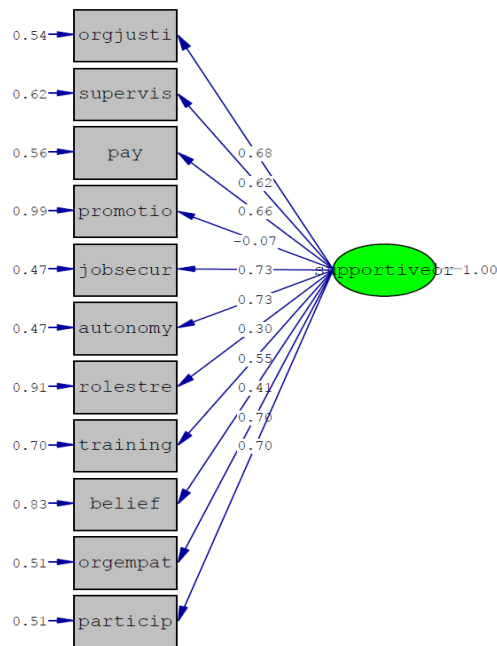 0.54 orgjusti
0.68
0.62 supervis
0.62
0.56 pay
0.66
0.99 promotio
-0.07
0.47 jobsecur
0.73
supportiveor 1.00
0.73
0.47 autonomy
0.30
0.55
0.91 rolestre
0.41
0.70
0.70 training
0.70
0.83 belief
0.51 orgempat
0.51 particip